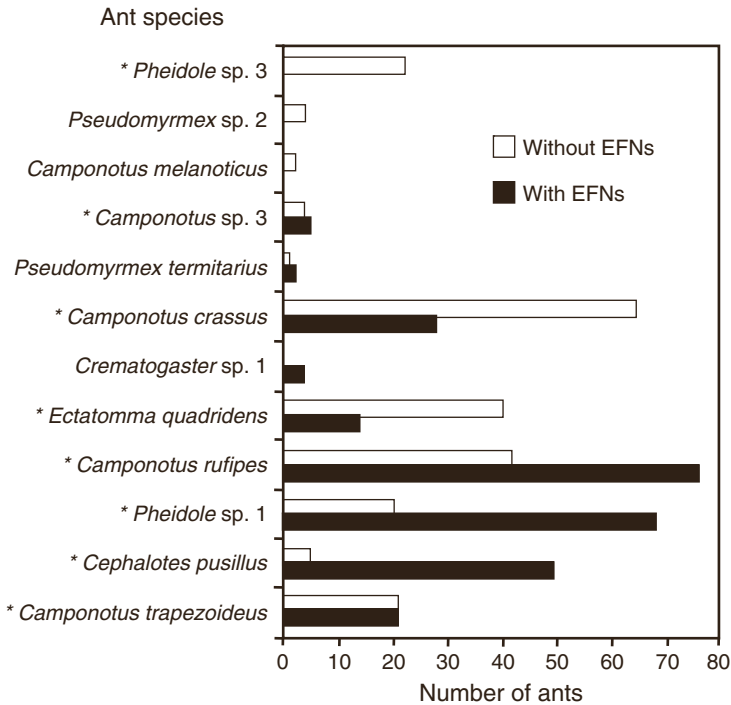 Ant species
* Pheidole sp. 3
Pseudomyrmex sp. 2
Camponotus melanoticus
* Camponotus sp. 3
Pseudomyrmex termitarius
* Camponotus crassus
Crematogaster sp. 1
* Ectatomma quadridens
* Camponotus rufipes
* Pheidole sp. 1
* Cephalotes pusillus
* Camponotus trapezoideus
Without EFNs
With EFNs
0 10 20 30 40 50 60 70 80
Number of ants